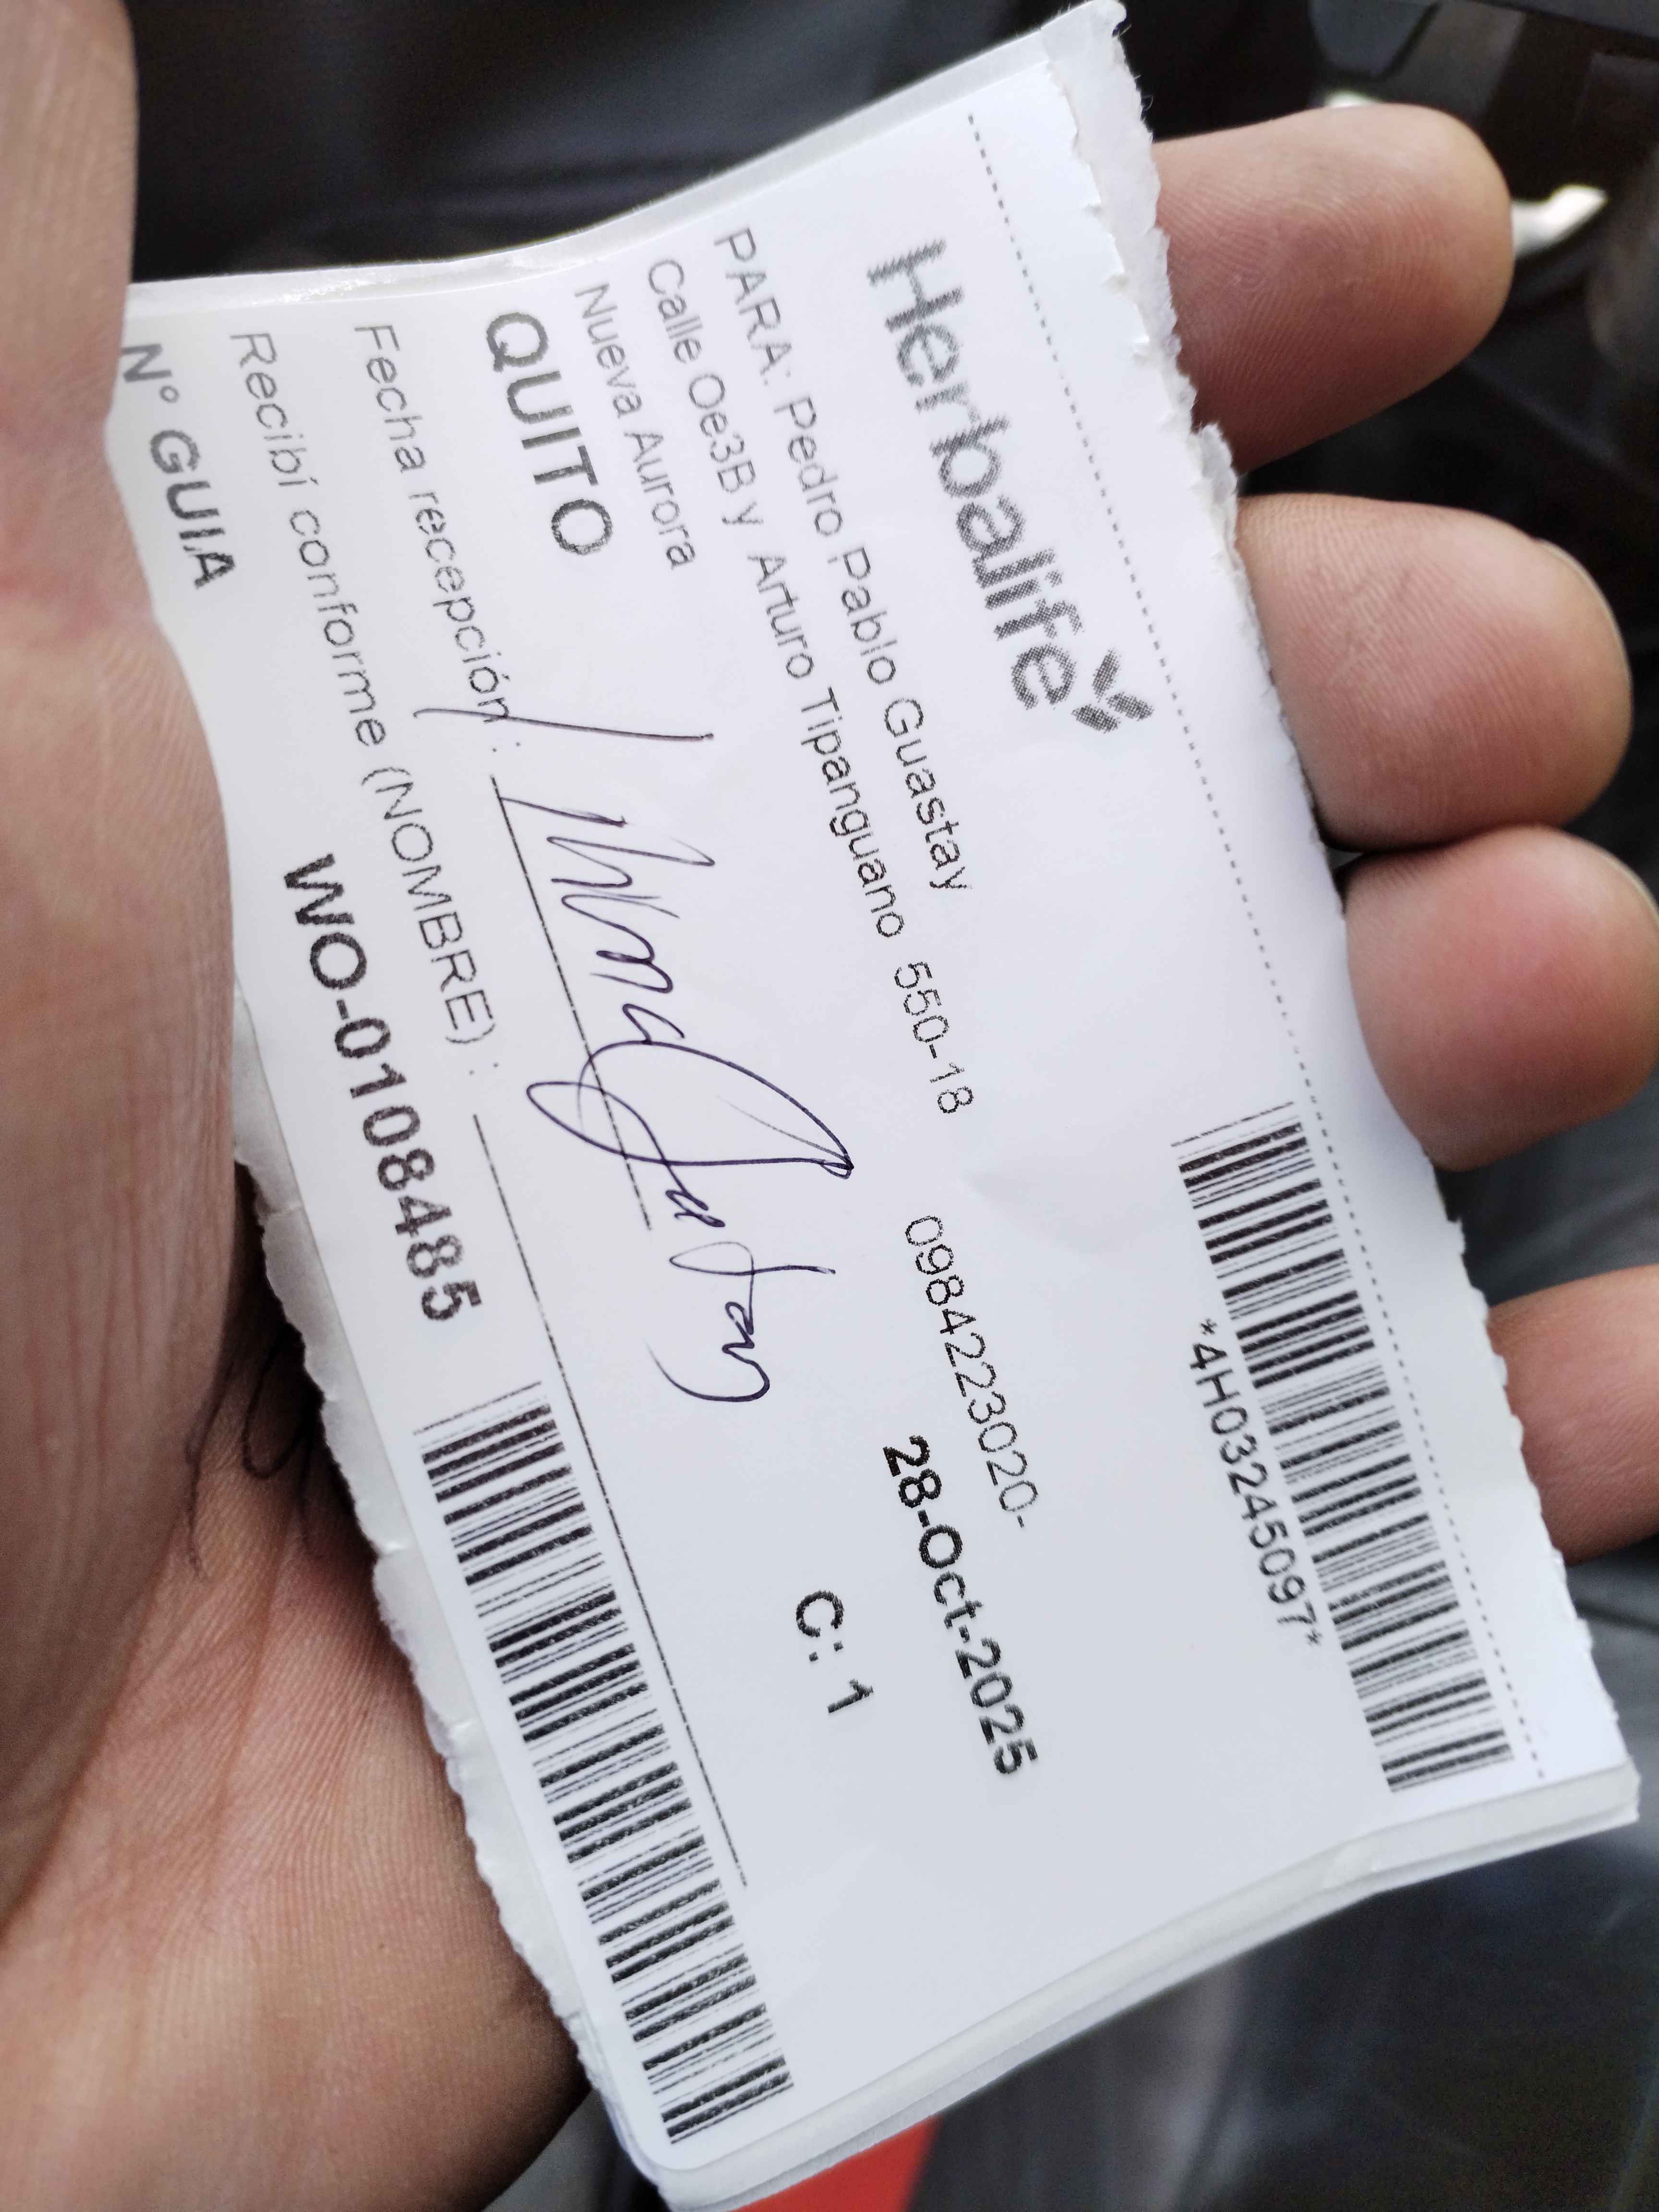 *4H03245097*
Herbalife
28-Oct-2025
PARA: Pedro Pablo Guastay 0984223020-
Calle Oe3B y Arturo Tipanguano 550-18
Nueva Aurora
C: 1
QUITO
Fecha recepción :
Recibí conforme (NOMBRE) :
N° GUIA WO-0108485